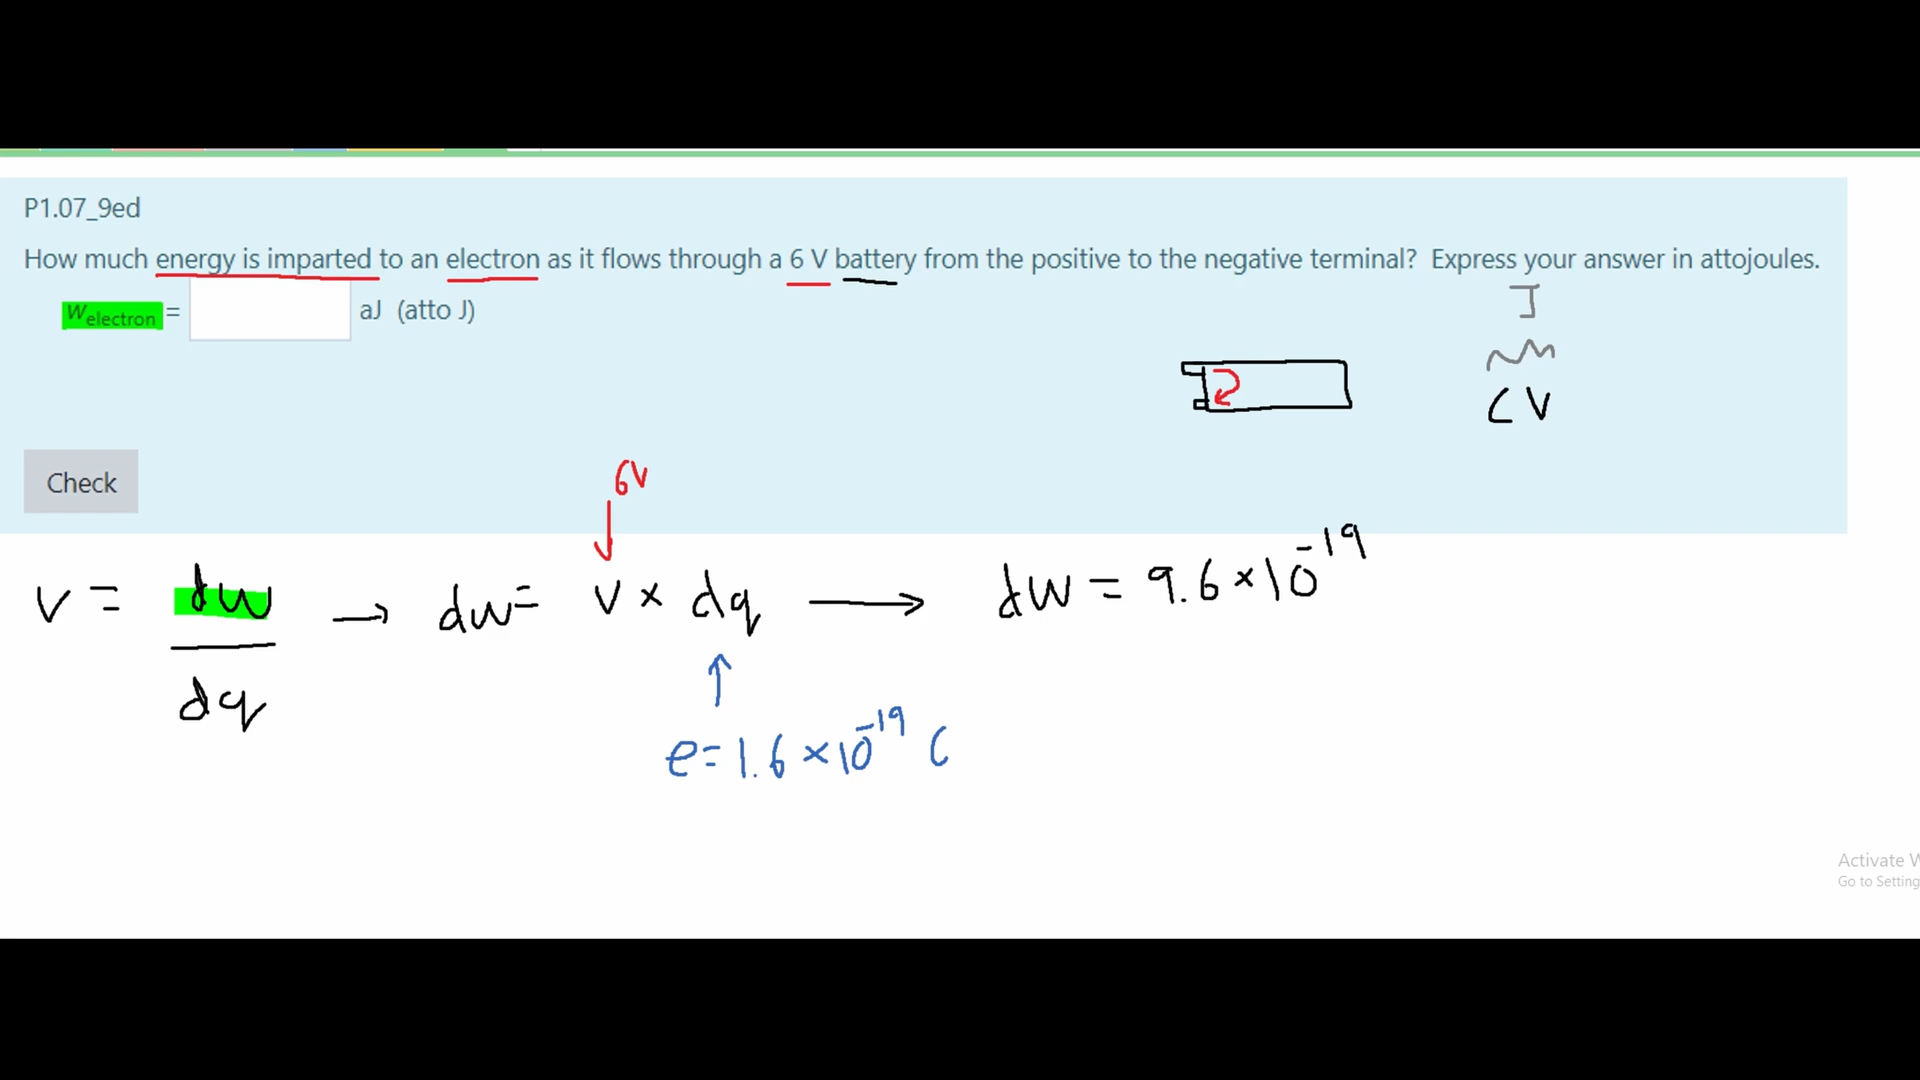 P1.07_9ed
How much energy is imparted to an electron as it flows through a 6 V battery from the positive to the negative terminal? Express your answer in attojoules.
Welectron = aJ (atto J)
J
CV
Check
6V
v = dw/dq → dw = v × dq → dw = 9.6 × 10^-19
e = 1.6 × 10^-19 C
Activate W
Go to Setting